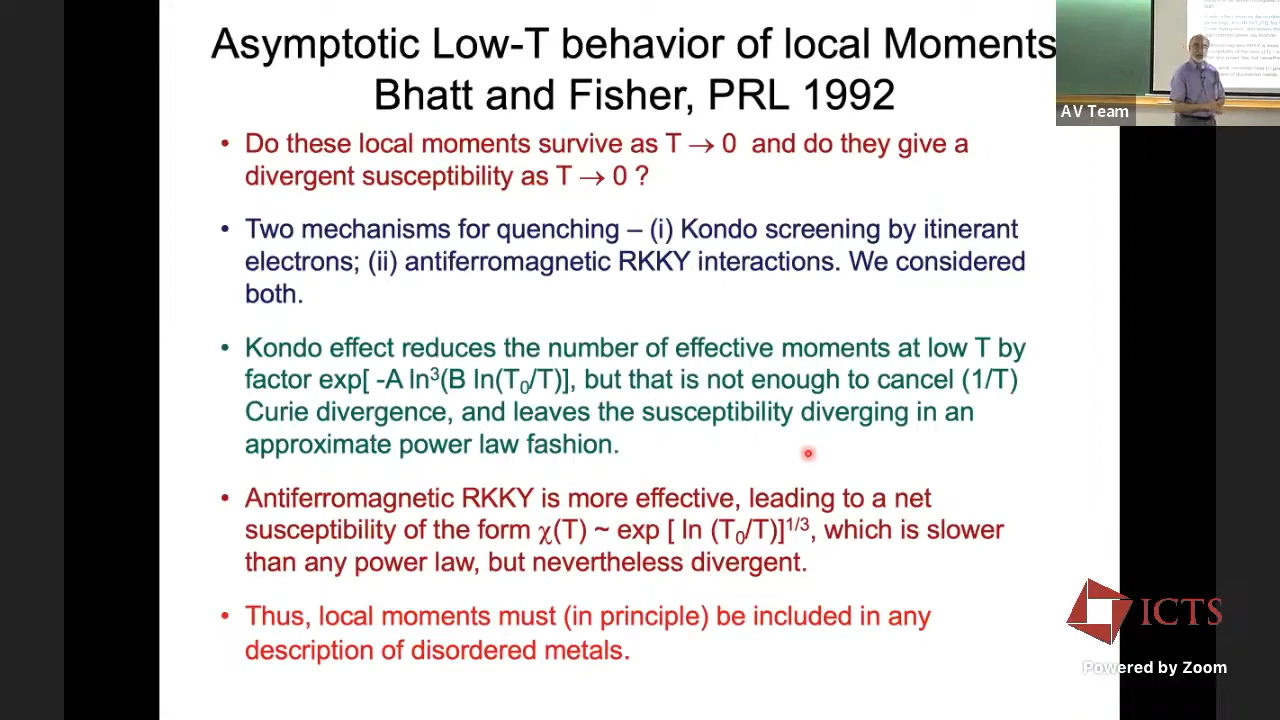 Asymptotic Low-T behavior of local Moments
Bhatt and Fisher, PRL 1992
AV Team
• Do these local moments survive as T → 0 and do they give a
divergent susceptibility as T → 0 ?
• Two mechanisms for quenching – (i) Kondo screening by itinerant
electrons; (ii) antiferromagnetic RKKY interactions. We considered
both.
• Kondo effect reduces the number of effective moments at low T by
factor exp[ -A ln³(B ln(T₀/T)], but that is not enough to cancel (1/T)
Curie divergence, and leaves the susceptibility diverging in an
approximate power law fashion.
• Antiferromagnetic RKKY is more effective, leading to a net
susceptibility of the form χ(T) ~ exp [ ln (T₀/T)]¹/³, which is slower
than any power law, but nevertheless divergent.
• Thus, local moments must (in principle) be included in any
description of disordered metals.
ICTS
Powered by Zoom